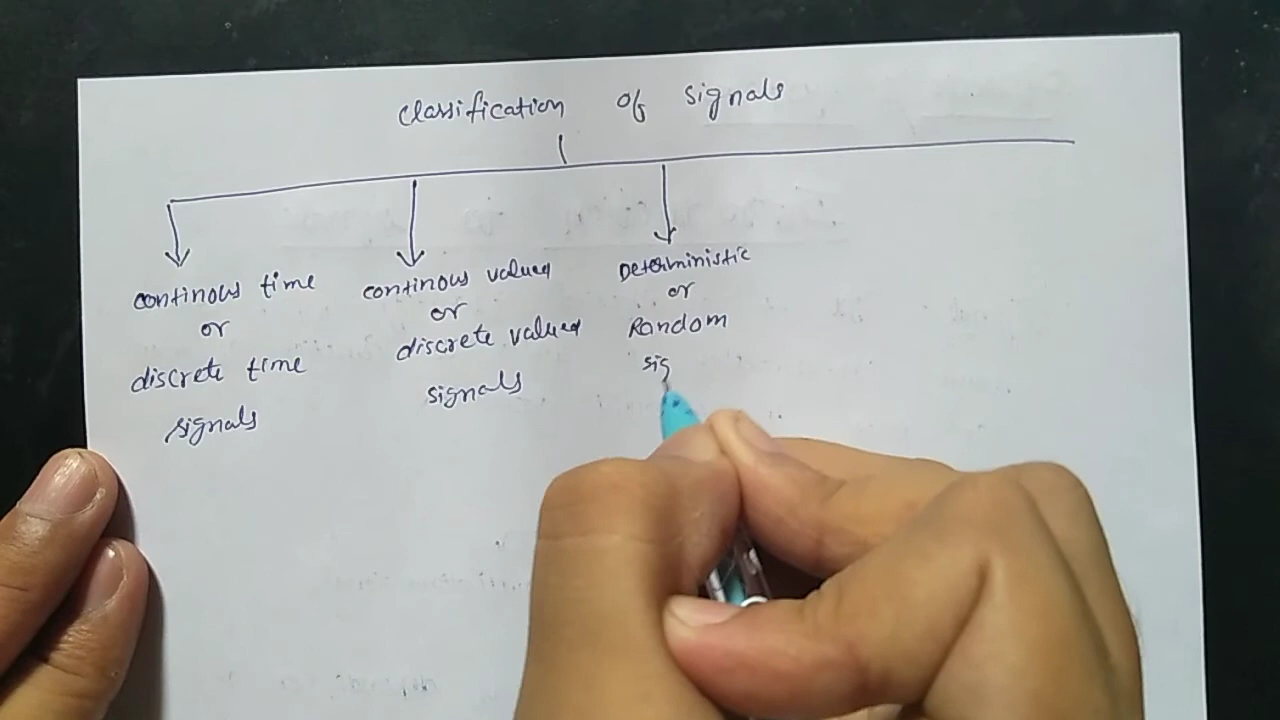 classification of signals
continous time
or
discrete time
signals
continous valued
or
discrete valued
signals
Deterministic
or
Random
sig